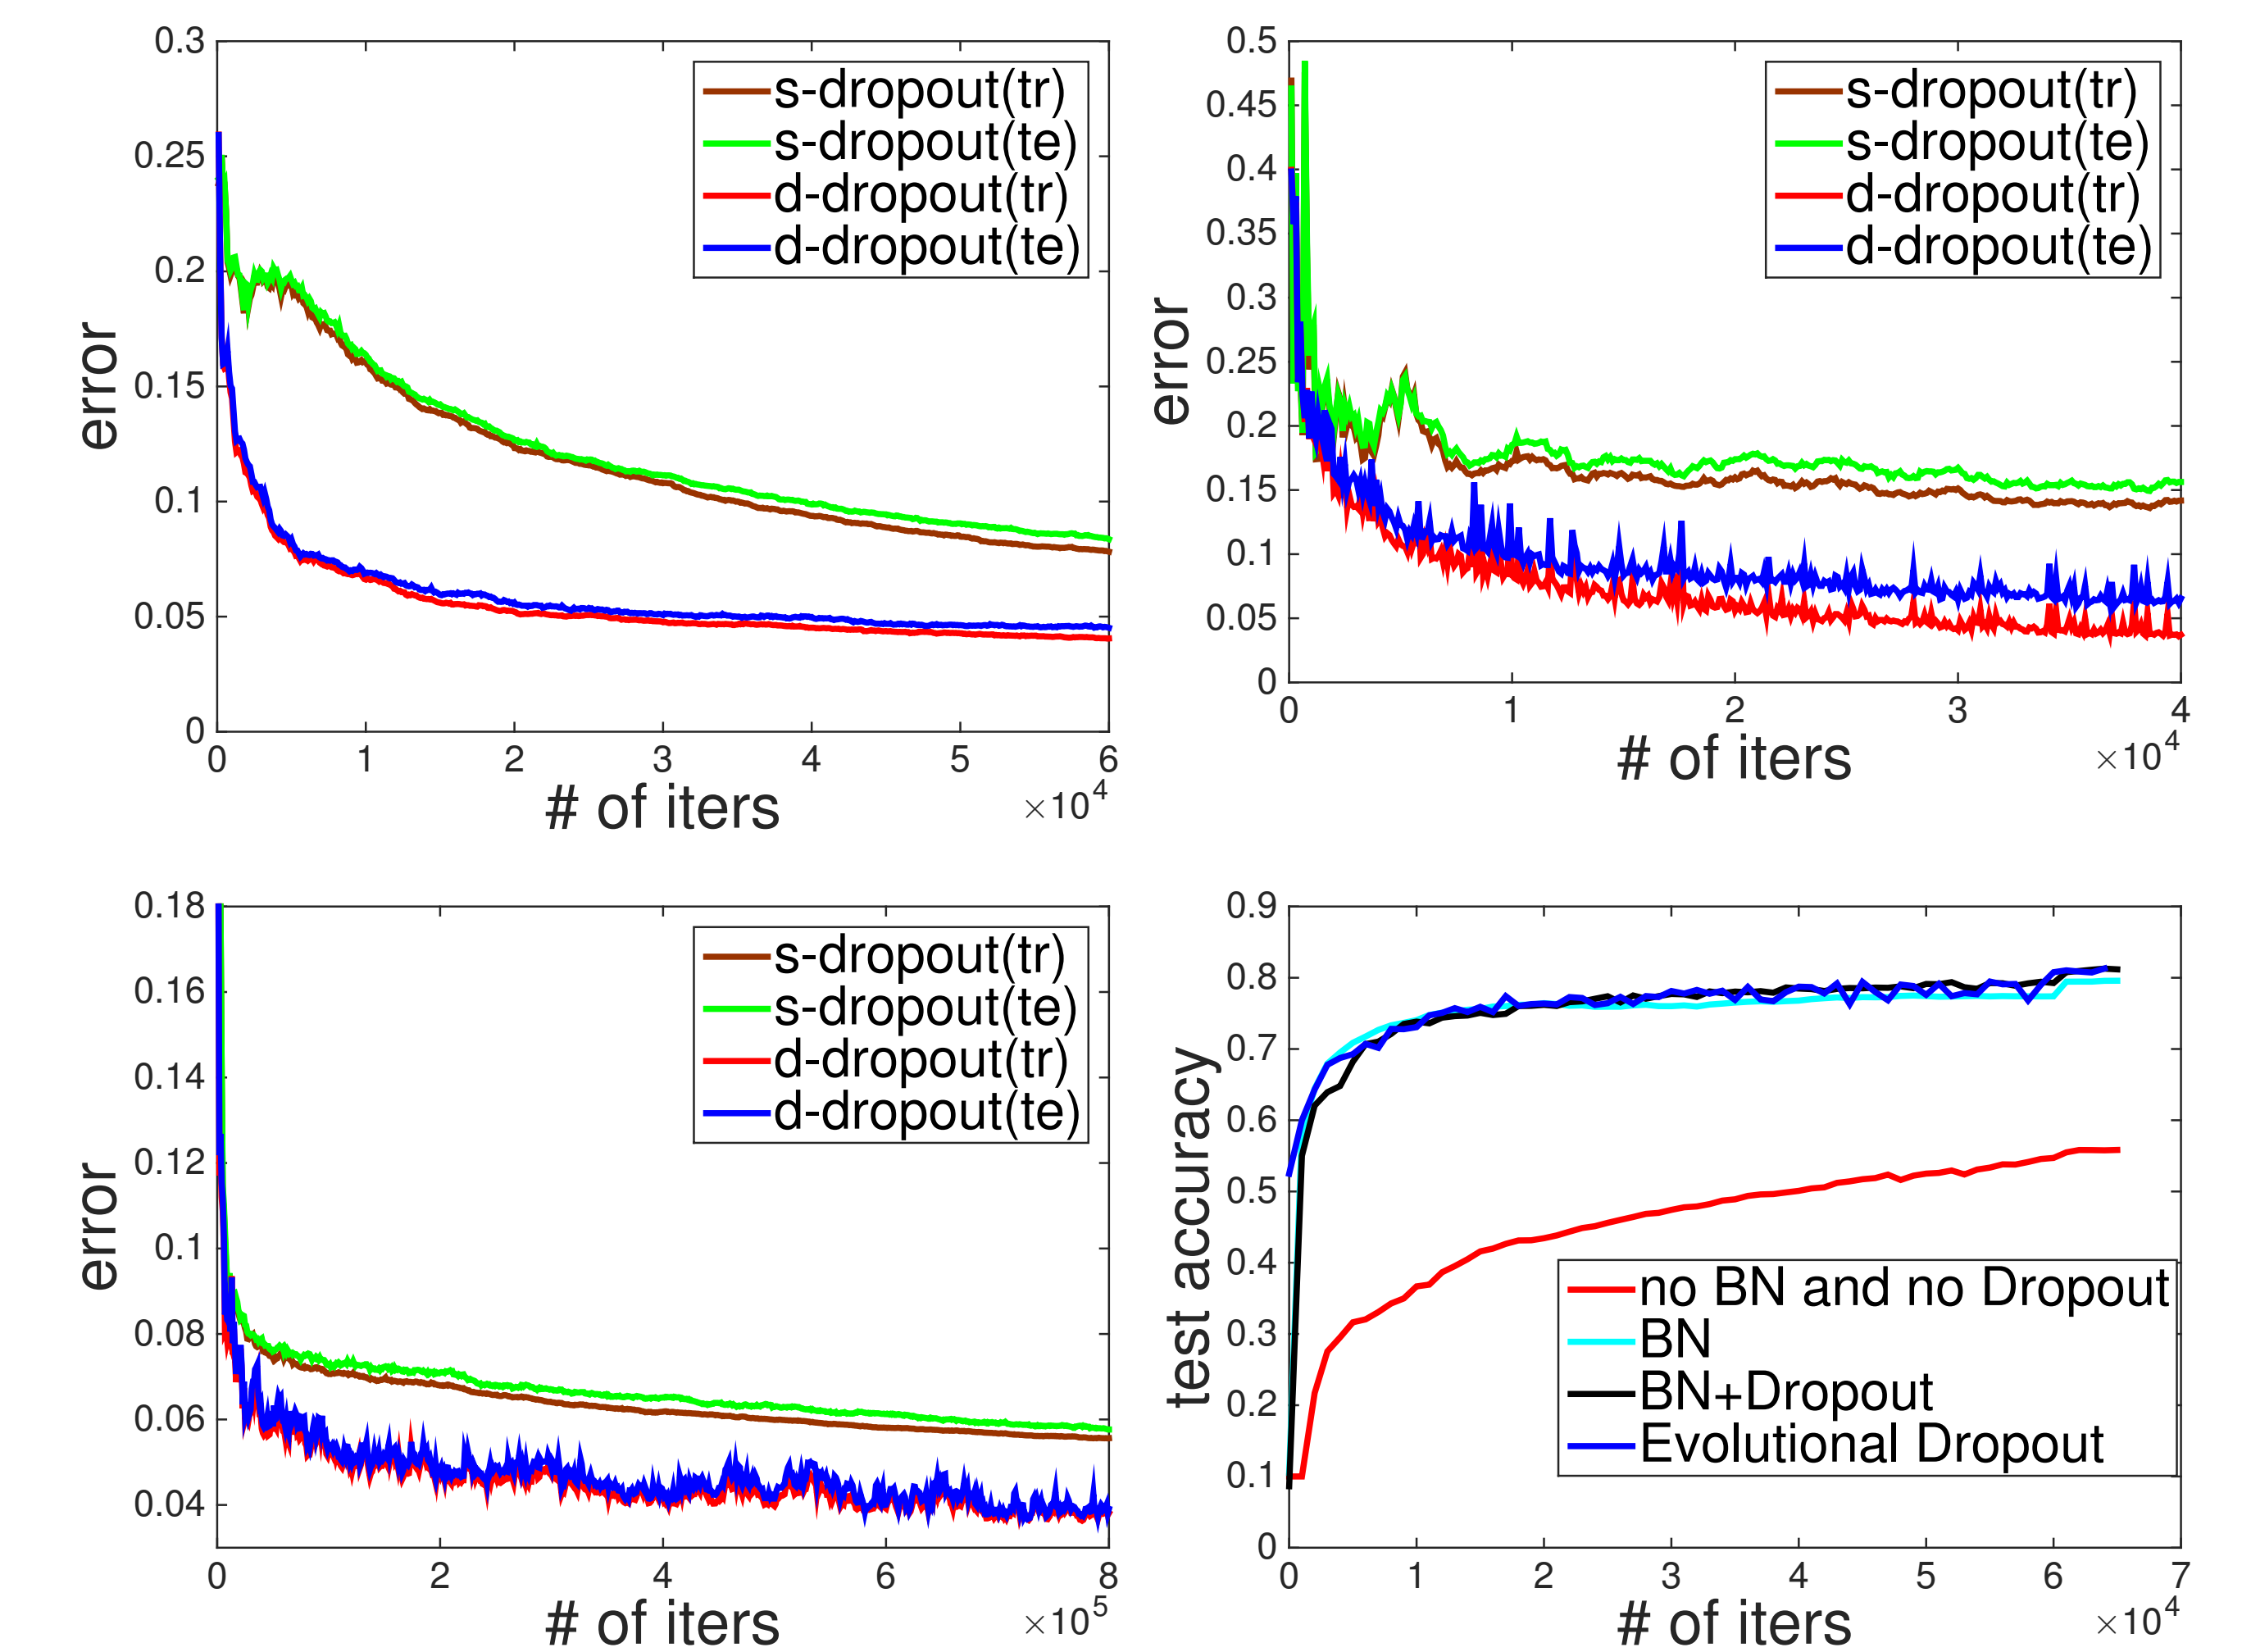 0.3
0.25
0.2
0.15
0.1
0.05
0
error
s-dropout(tr)
s-dropout(te)
d-dropout(tr)
d-dropout(te)
0 1 2 3 4 5 6
# of iters
×10^4
0.5
0.45
0.4
0.35
0.3
0.25
0.2
0.15
0.1
0.05
0
error
s-dropout(tr)
s-dropout(te)
d-dropout(tr)
d-dropout(te)
0 1 2 3 4
# of iters
×10^4
0.18
0.16
0.14
0.12
0.1
0.08
0.06
0.04
error
s-dropout(tr)
s-dropout(te)
d-dropout(tr)
d-dropout(te)
0 2 4 6 8
# of iters
×10^5
0.9
0.8
0.7
0.6
0.5
0.4
0.3
0.2
0.1
0
test accuracy
no BN and no Dropout
BN
BN+Dropout
Evolutional Dropout
0 1 2 3 4 5 6 7
# of iters
×10^4